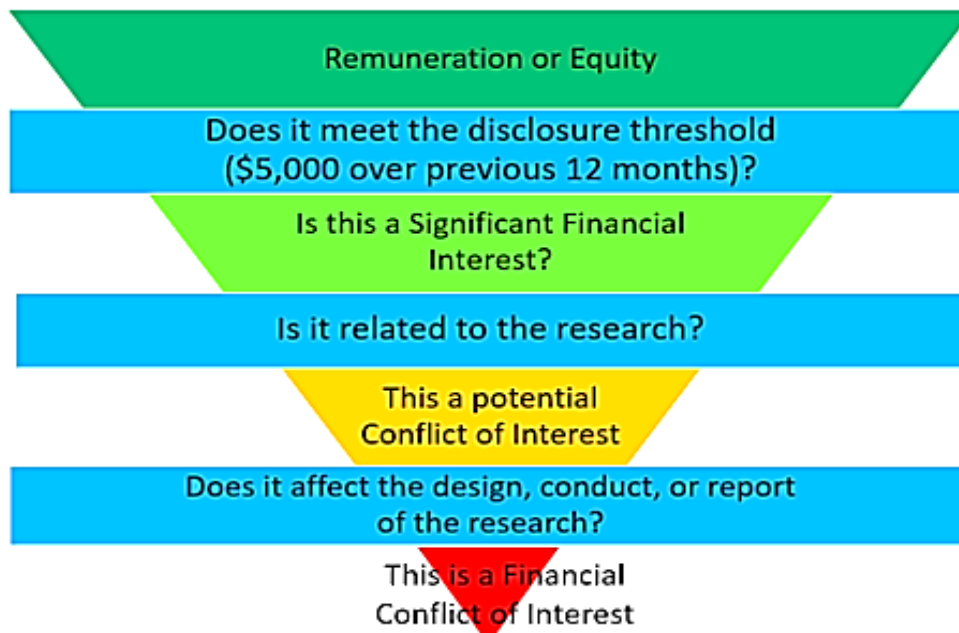 Remuneration or Equity
Does it meet the disclosure threshold
($5,000 over previous 12 months)?
Is this a Significant Financial
Interest?
Is it related to the research?
This a potential
Conflict of Interest
Does it affect the design, conduct, or report
of the research?
This is a Financial
Conflict of Interest